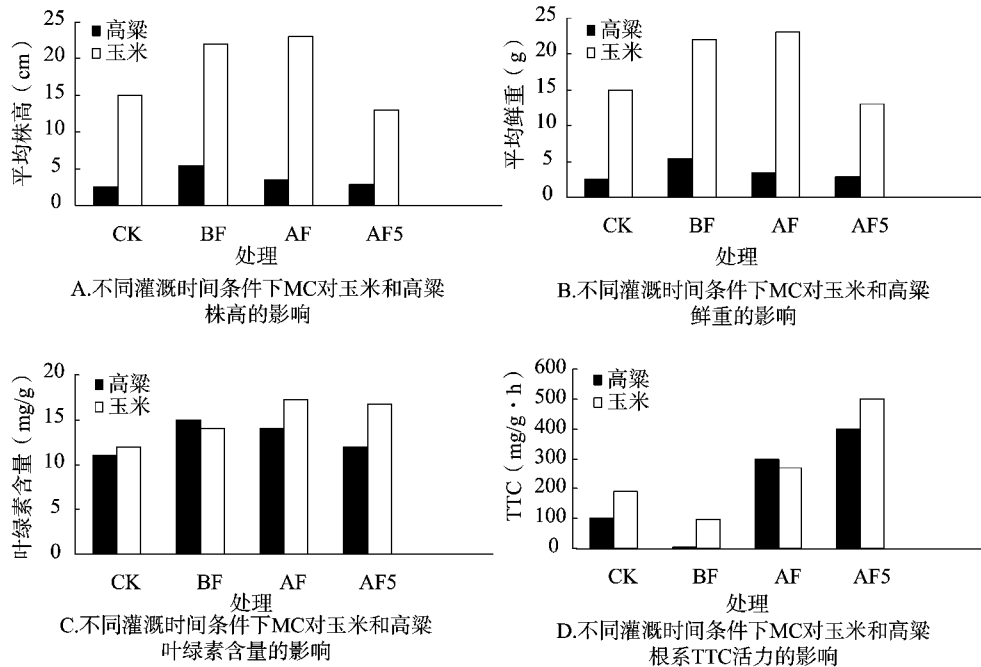 高粱
玉米
平均株高（cm）
25
20
15
10
5
0
CK BF AF AF5
处理
A.不同灌溉时间条件下MC对玉米和高粱
株高的影响
高粱
玉米
平均鲜重（g）
25
20
15
10
5
0
CK BF AF AF5
处理
B.不同灌溉时间条件下MC对玉米和高粱
鲜重的影响
高粱
玉米
叶绿素含量（mg/g）
20
15
10
5
0
CK BF AF AF5
处理
C.不同灌溉时间条件下MC对玉米和高粱
叶绿素含量的影响
高粱
玉米
TTC（mg/g·h）
600
500
400
300
200
100
0
CK BF AF AF5
处理
D.不同灌溉时间条件下MC对玉米和高粱
根系TTC活力的影响